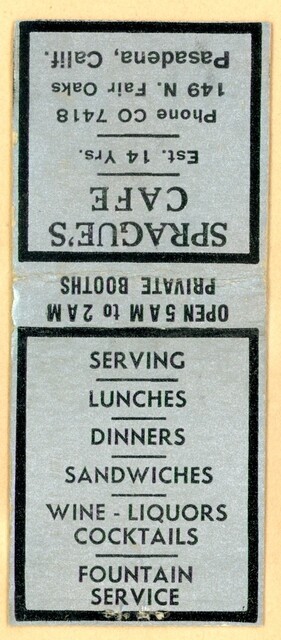 SPRAGUE'S
CAFE
Est. 14 Yrs.
Phone CO 7418
149 N. Fair Oaks
Pasadena, Calif.
OPEN 5 AM to 2 AM
PRIVATE BOOTHS
SERVING
LUNCHES
DINNERS
SANDWICHES
WINE - LIQUORS
COCKTAILS
FOUNTAIN
SERVICE